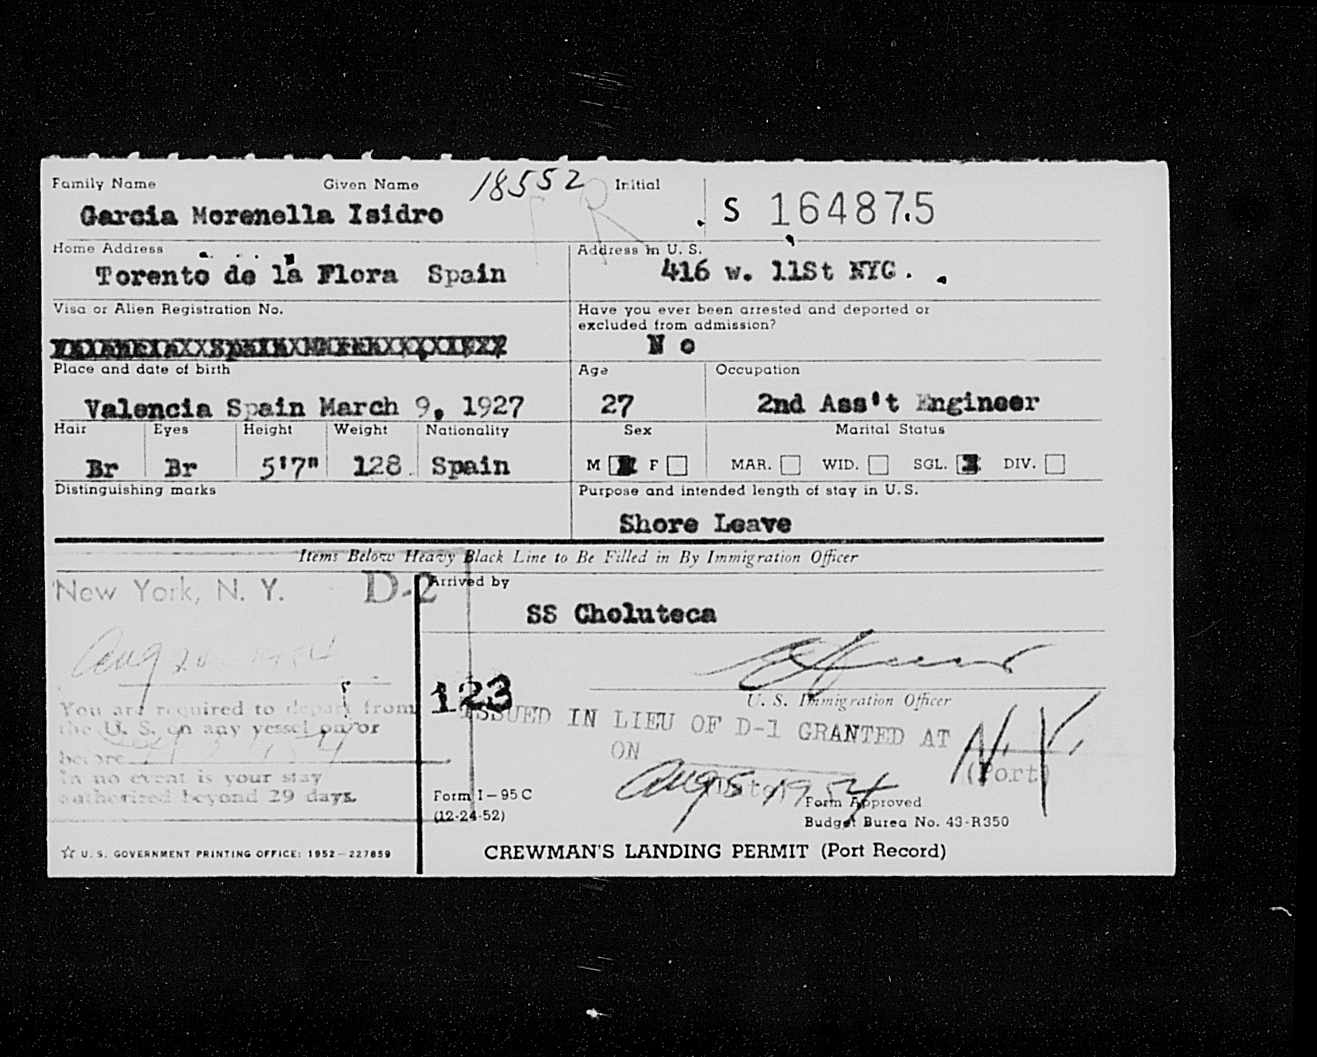 Family Name Given Name 18552 Initial
Garcia Morenella Isidro
S 164875
Home Address
Torento de la Flora Spain
Address in U. S.
416 w. 11St NYC.
Visa or Alien Registration No.
Have you ever been arrested and deported or
excluded from admission?
No
Place and date of birth
Valencia Spain March 9, 1927
Age
27
Occupation
2nd Ass't Engineer
Hair Eyes Height Weight Nationality
Br Br 5'7" 128 Spain
Sex
M F
Marital Status
MAR. WID. SGL. DIV.
Distinguishing marks
Purpose and intended length of stay in U.S.
Shore Leave
Items Below Heavy Black Line to Be Filled in By Immigration Officer
New York, N. Y. D-2
Aug 20 1954
You are required to depart from
the U. S. on any vessel on/or
before
In no event is your stay
authorized beyond 29 days.
Arrived by
SS Choluteca
U. S. Immigration Officer
123
ISSUED IN LIEU OF D-1 GRANTED AT N.Y.
ON (Port)
Aug 5 1954
Form I-95C
(12-24-52)
Form Approved
Budget Burea No. 43-R350
☆ U. S. GOVERNMENT PRINTING OFFICE: 1952-227859
CREWMAN'S LANDING PERMIT (Port Record)